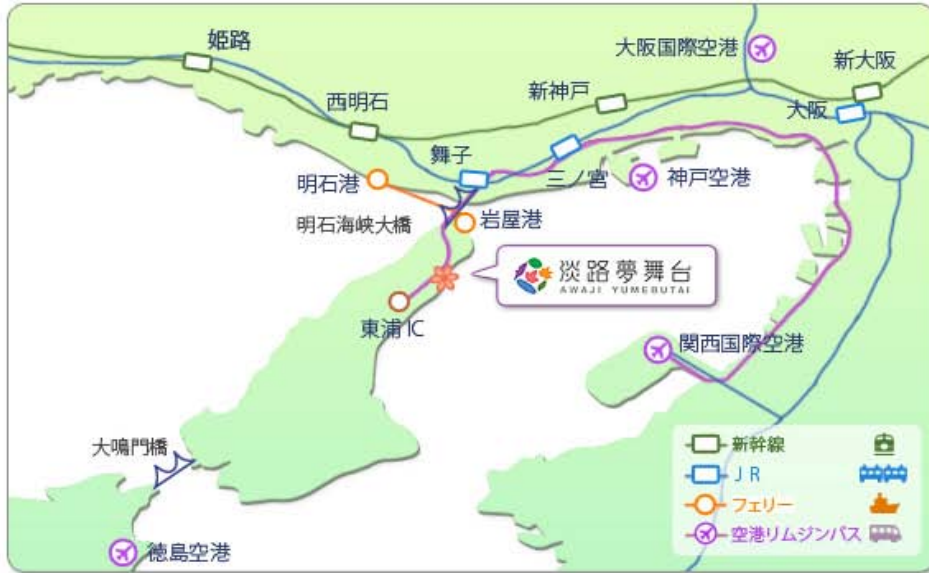 姫路
大阪国際空港
新大阪
西明石
新神戸
大阪
舞子
明石港
三ノ宮
神戸空港
明石海峡大橋
岩屋港
淡路夢舞台
AWAJI YUMEBUTAI
東浦IC
関西国際空港
大鳴門橋
徳島空港
新幹線
JR
フェリー
空港リムジンバス